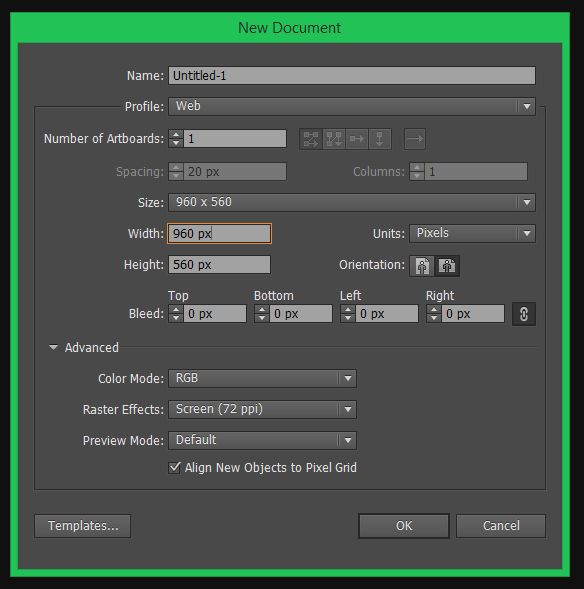 New Document
Name: Untitled-1
Profile: Web
Number of Artboards: 1
Spacing: 20 px Columns: 1
Size: 960 x 560
Width: 960 px Units: Pixels
Height: 560 px Orientation:
Top Bottom Left Right
Bleed: 0 px 0 px 0 px 0 px
Advanced
Color Mode: RGB
Raster Effects: Screen (72 ppi)
Preview Mode: Default
Align New Objects to Pixel Grid
Templates... OK Cancel